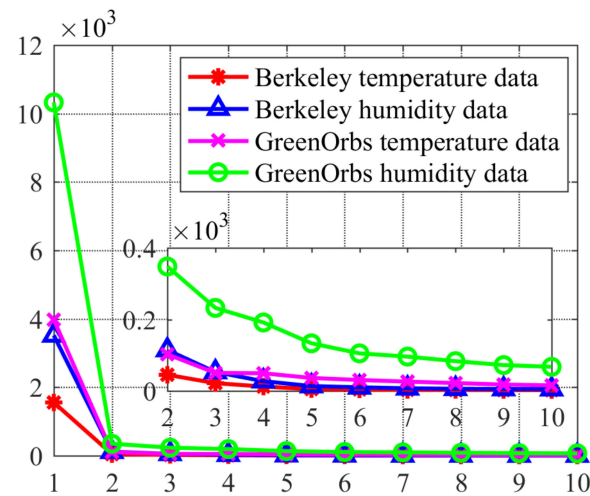 ×10³
12
10
8
6
4
2
0
Berkeley temperature data
Berkeley humidity data
GreenOrbs temperature data
GreenOrbs humidity data
×10³
0.4
0.2
0
2 3 4 5 6 7 8 9 10
1 2 3 4 5 6 7 8 9 10